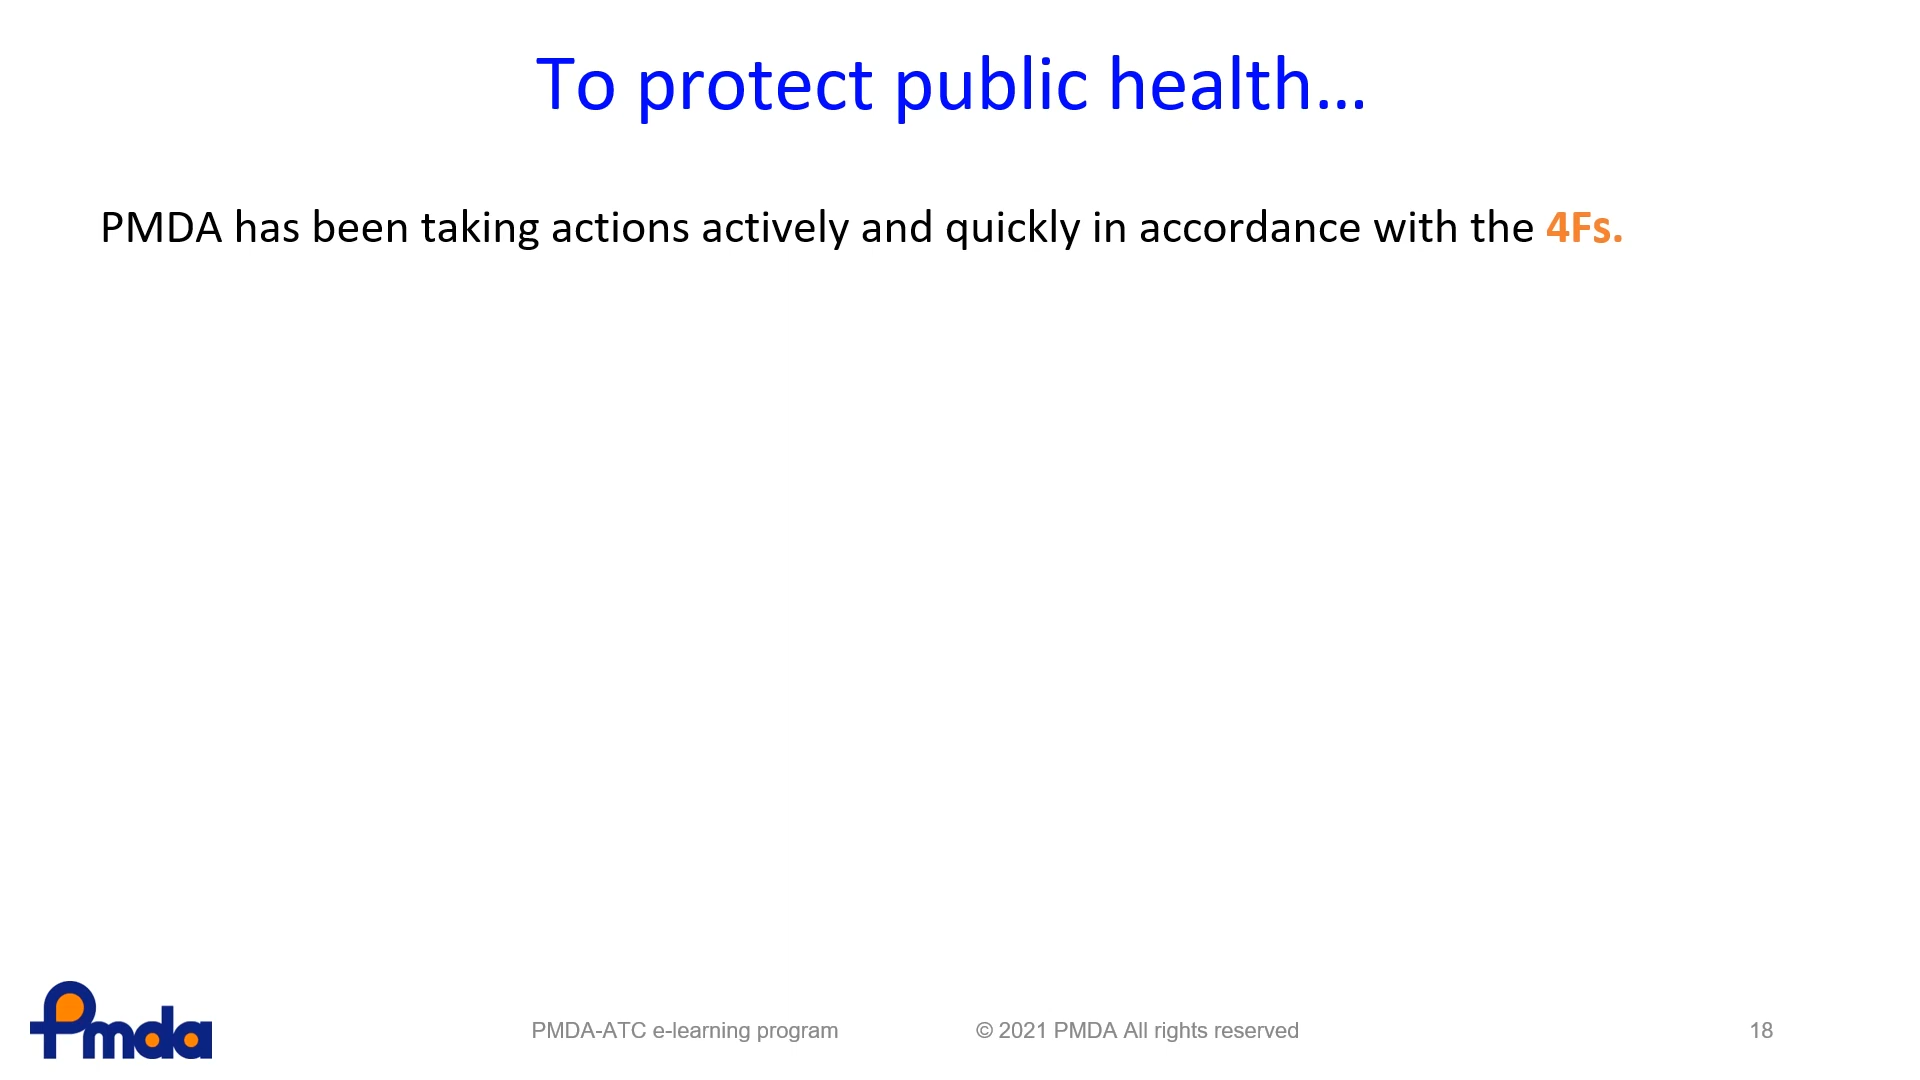 To protect public health…
PMDA has been taking actions actively and quickly in accordance with the 4Fs.
Pmda
PMDA-ATC e-learning program
© 2021 PMDA All rights reserved
18